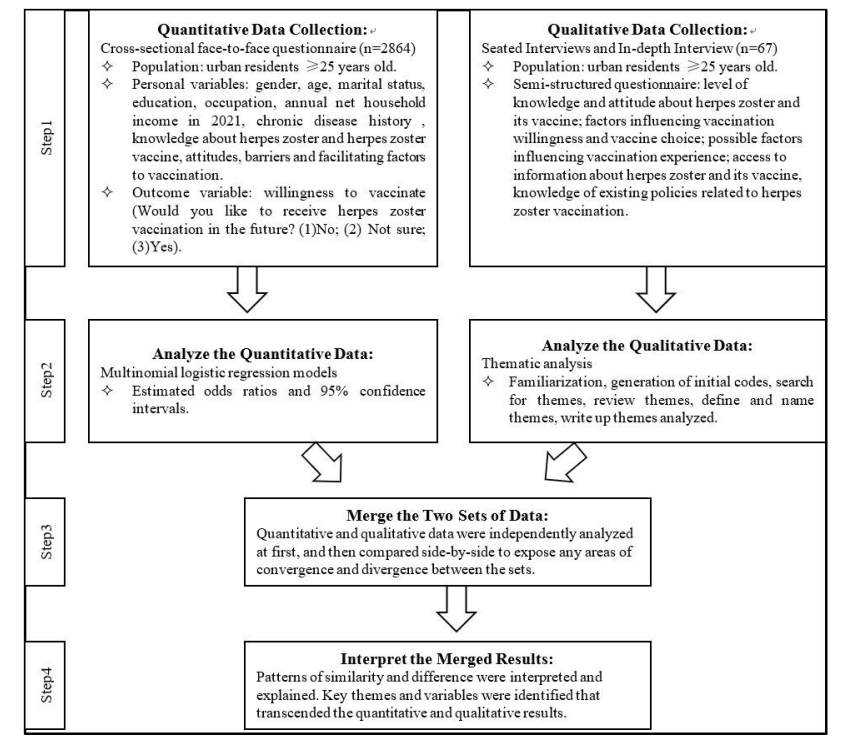 Step1
Quantitative Data Collection:↵
Cross-sectional face-to-face questionnaire (n=2864)
✧ Population: urban residents ≥25 years old.
✧ Personal variables: gender, age, marital status,
education, occupation, annual net household
income in 2021, chronic disease history ,
knowledge about herpes zoster and herpes zoster
vaccine, attitudes, barriers and facilitating factors
to vaccination.
✧ Outcome variable: willingness to vaccinate
(Would you like to receive herpes zoster
vaccination in the future? (1)No; (2) Not sure;
(3)Yes).
Qualitative Data Collection:↵
Seated Interviews and In-depth Interview (n=67)
✧ Population: urban residents ≥25 years old.
✧ Semi-structured questionnaire: level of
knowledge and attitude about herpes zoster and
its vaccine; factors influencing vaccination
willingness and vaccine choice; possible factors
influencing vaccination experience; access to
information about herpes zoster and its vaccine,
knowledge of existing policies related to herpes
zoster vaccination.
Step2
Analyze the Quantitative Data:
Multinomial logistic regression models
✧ Estimated odds ratios and 95% confidence
intervals.
Analyze the Qualitative Data:
Thematic analysis
✧ Familiarization, generation of initial codes, search
for themes, review themes, define and name
themes, write up themes analyzed.
Step3
Merge the Two Sets of Data:
Quantitative and qualitative data were independently analyzed
at first, and then compared side-by-side to expose any areas of
convergence and divergence between the sets.
Step4
Interpret the Merged Results:
Patterns of similarity and difference were interpreted and
explained. Key themes and variables were identified that
transcended the quantitative and qualitative results.